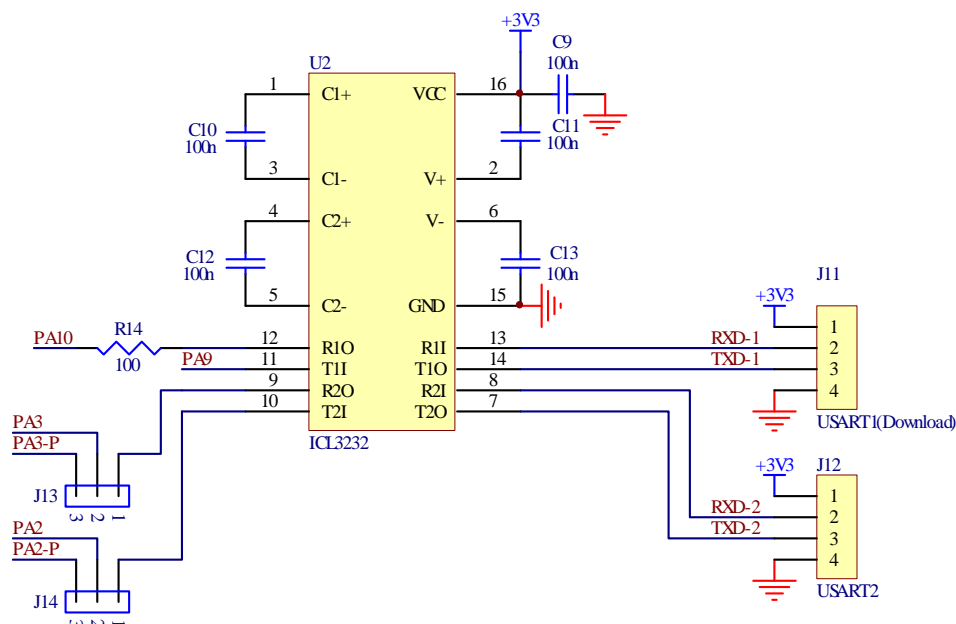 +3V3
C9
100n
U2
1
C1+
VCC
16
C10
100n
C11
100n
3
C1-
V+
2
4
C2+
V-
6
C12
100n
C13
100n
5
C2-
GND
15
J11
+3V3
PA10
R14
100
12
R1O
R1I
13
RXD-1
1
2
3
4
PA9
11
T1I
T1O
14
TXD-1
9
R2O
R2I
8
10
T2I
T2O
7
USART1(Download)
ICL3232
PA3
PA3-P
J13
3
2
1
+3V3
J12
RXD-2
TXD-2
1
2
3
4
USART2
PA2
PA2-P
J14
3
2
1